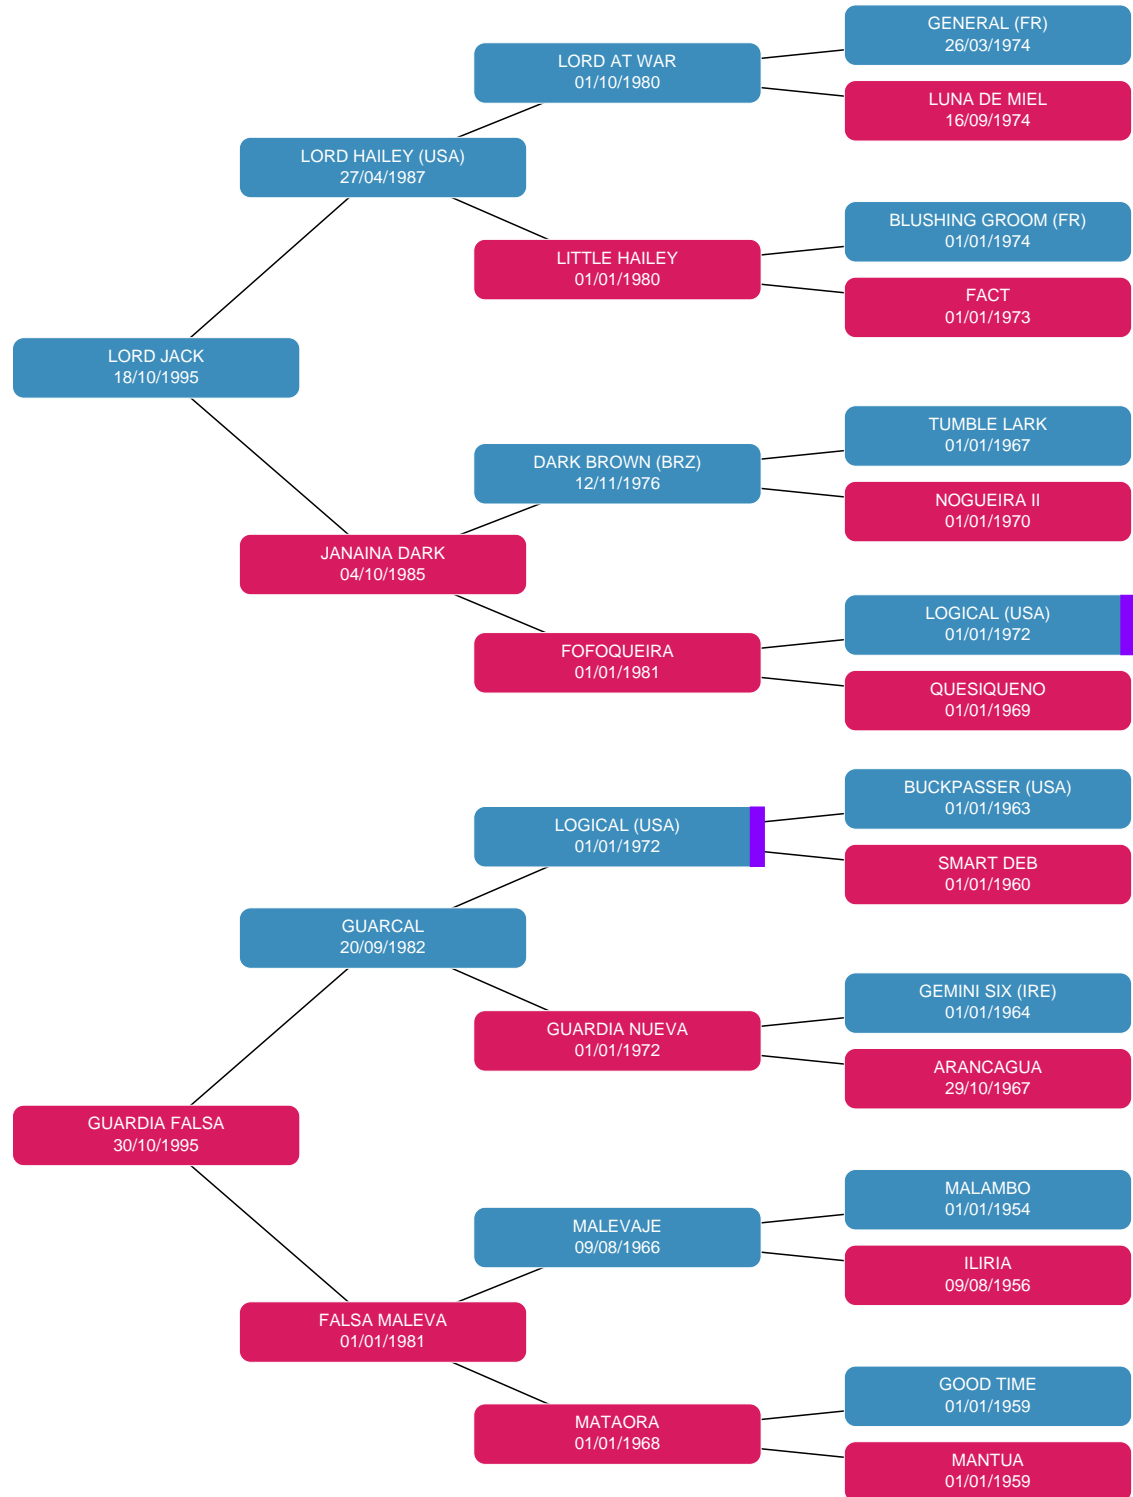 GENERAL (FR)
26/03/1974
LORD AT WAR
01/10/1980
LUNA DE MIEL
16/09/1974
LORD HAILEY (USA)
27/04/1987
BLUSHING GROOM (FR)
01/01/1974
LITTLE HAILEY
01/01/1980
FACT
01/01/1973
LORD JACK
18/10/1995
TUMBLE LARK
01/01/1967
DARK BROWN (BRZ)
12/11/1976
NOGUEIRA II
01/01/1970
JANAINA DARK
04/10/1985
LOGICAL (USA)
01/01/1972
FOFOQUEIRA
01/01/1981
QUESIQUENO
01/01/1969
BUCKPASSER (USA)
01/01/1963
LOGICAL (USA)
01/01/1972
SMART DEB
01/01/1960
GUARCAL
20/09/1982
GEMINI SIX (IRE)
01/01/1964
GUARDIA NUEVA
01/01/1972
ARANCAGUA
29/10/1967
GUARDIA FALSA
30/10/1995
MALAMBO
01/01/1954
MALEVAJE
09/08/1966
ILIRIA
09/08/1956
FALSA MALEVA
01/01/1981
GOOD TIME
01/01/1959
MATAORA
01/01/1968
MANTUA
01/01/1959